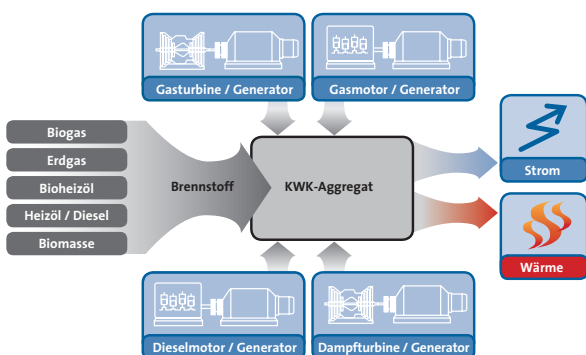 Gasturbine / Generator
Gasmotor / Generator
Biogas
Erdgas
Bioheizöl
Heizöl / Diesel
Biomasse
Brennstoff
KWK-Aggregat
Strom
Wärme
Dieselmotor / Generator
Dampfturbine / Generator